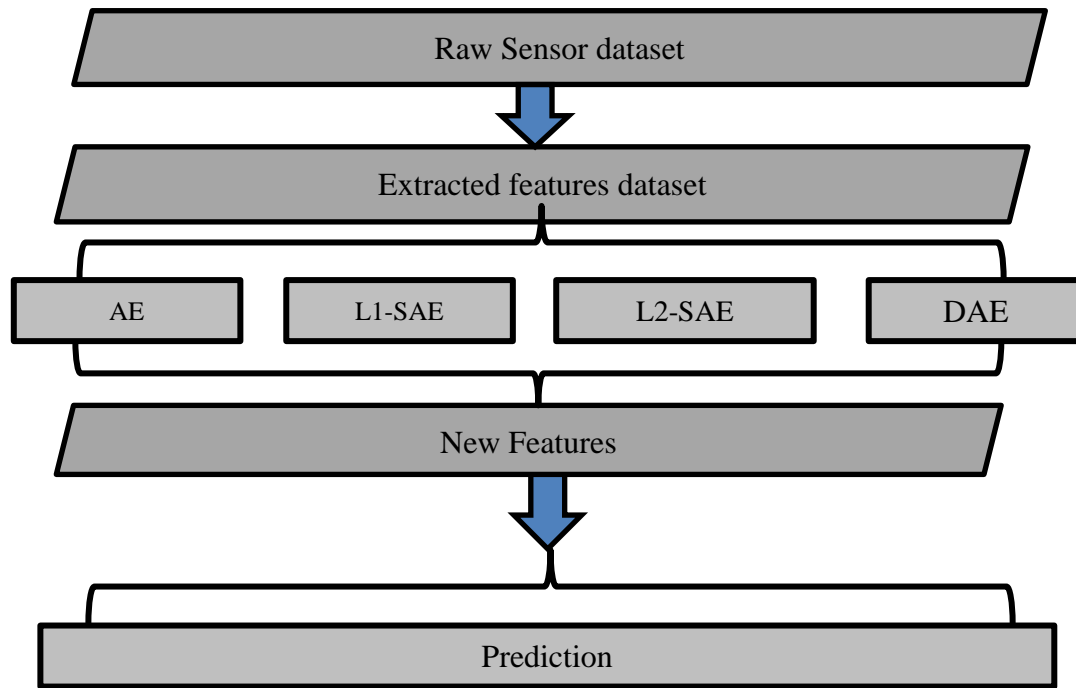 Raw Sensor dataset
Extracted features dataset
AE
L1-SAE
L2-SAE
DAE
New Features
Prediction